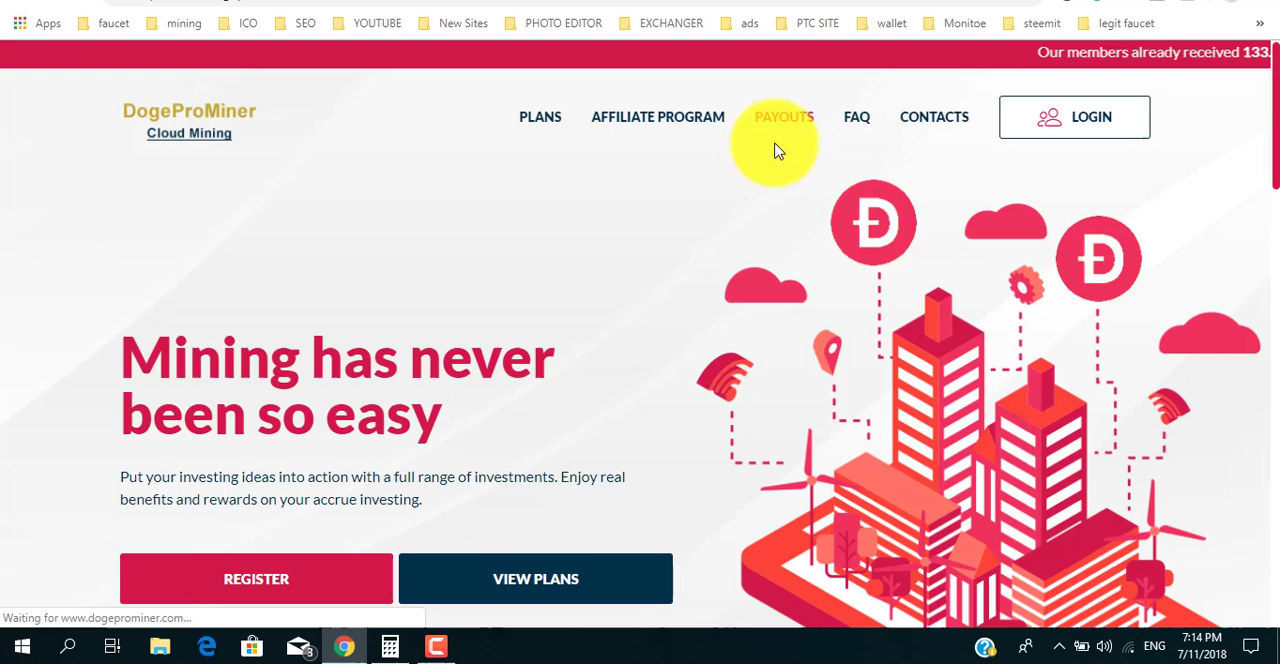 Apps faucet mining ICO SEO YOUTUBE New Sites PHOTO EDITOR EXCHANGER ads PTC SITE wallet Monitoe steemit legit faucet »
Our members already received 133.
DogeProMiner
Cloud Mining
PLANS AFFILIATE PROGRAM PAYOUTS FAQ CONTACTS LOGIN
Mining has never
been so easy
Put your investing ideas into action with a full range of investments. Enjoy real
benefits and rewards on your accrue investing.
REGISTER VIEW PLANS
Waiting for www.dogeprominer.com...
3 ENG 7:14 PM
7/11/2018